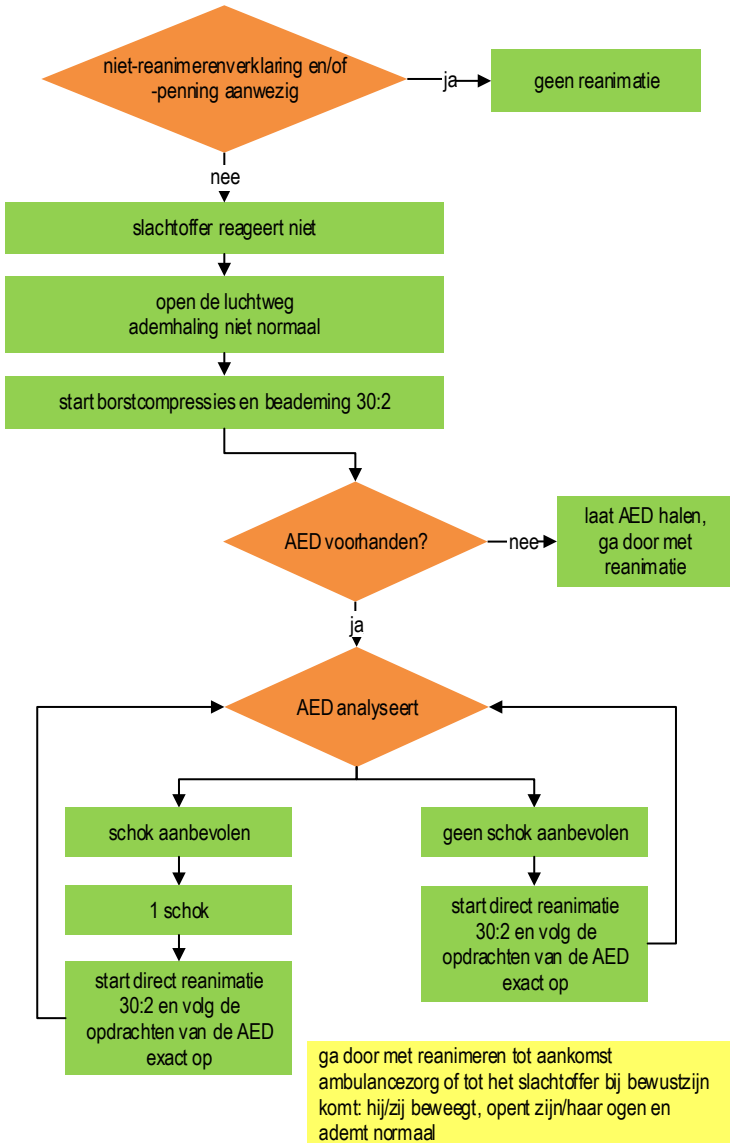 niet-reanimerenverklaring en/of
-penning aanwezig
ja
geen reanimatie
nee
slachtoffer reageert niet
open de luchtweg
ademhaling niet normaal
start borstcompressies en beademing 30:2
AED voorhanden?
nee
laat AED halen,
ga door met
reanimatie
ja
AED analyseert
schok aanbevolen
geen schok aanbevolen
1 schok
start direct reanimatie
30:2 en volg de
opdrachten van de AED
exact op
start direct reanimatie
30:2 en volg de
opdrachten van de AED
exact op
ga door met reanimeren tot aankomst
ambulancezorg of tot het slachtoffer bij bewustzijn
komt: hij/zij beweegt, opent zijn/haar ogen en
ademt normaal